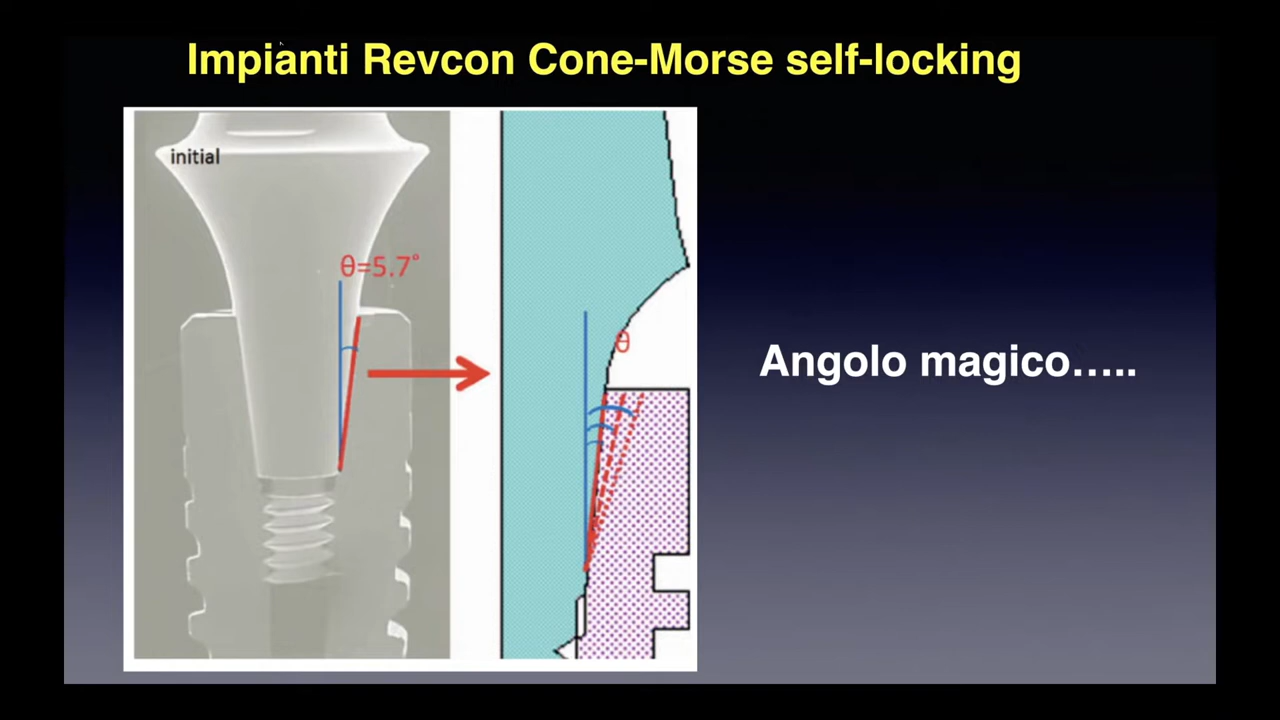 Impianti Revcon Cone-Morse self-locking
initial
θ=5.7°
θ
Angolo magico…..